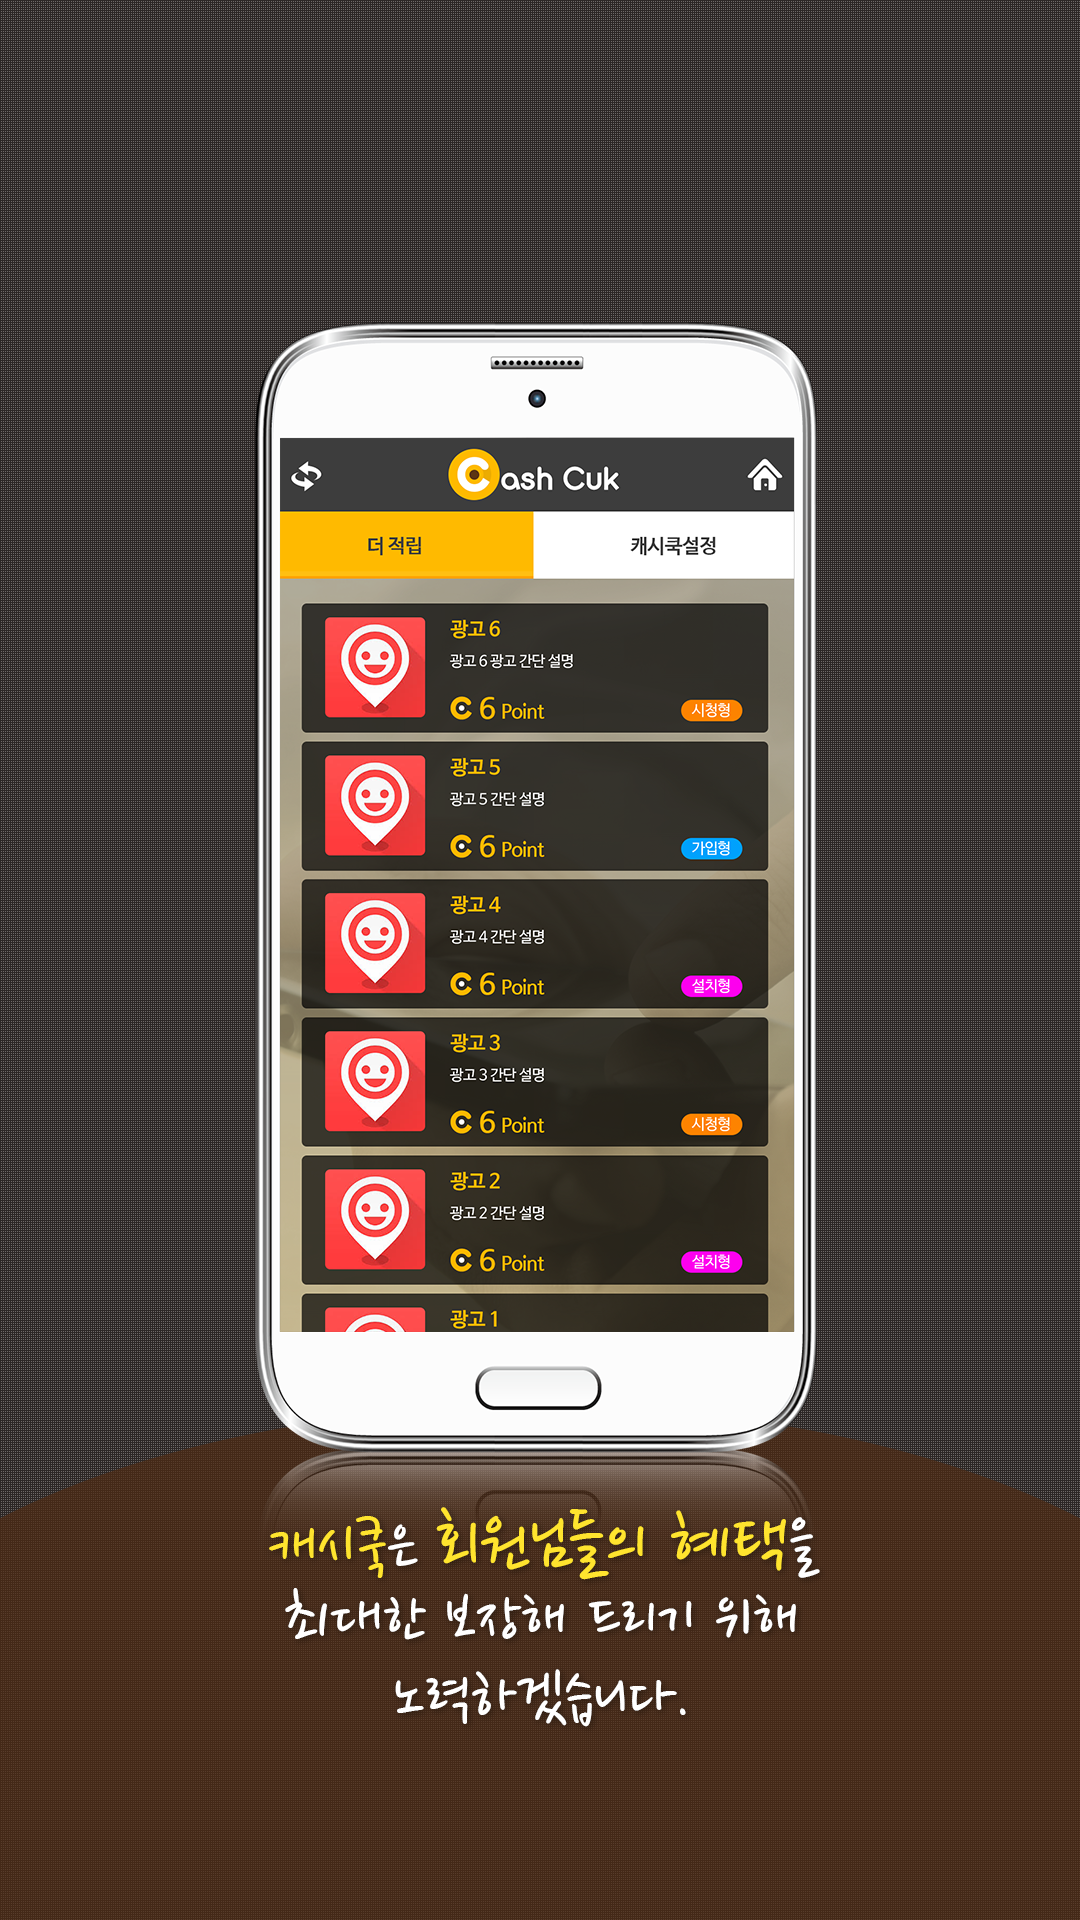 Cash Cuk
더 적립 캐시쿡설정
광고 6
광고 6 광고 간단 설명
6 Point 시청형
광고 5
광고 5 간단 설명
6 Point 가입형
광고 4
광고 4 간단 설명
6 Point 설치형
광고 3
광고 3 간단 설명
6 Point 시청형
광고 2
광고 2 간단 설명
6 Point 설치형
광고 1
캐시쿡은 회원님들의 혜택을
최대한 보장해 드리기 위해
노력하겠습니다.